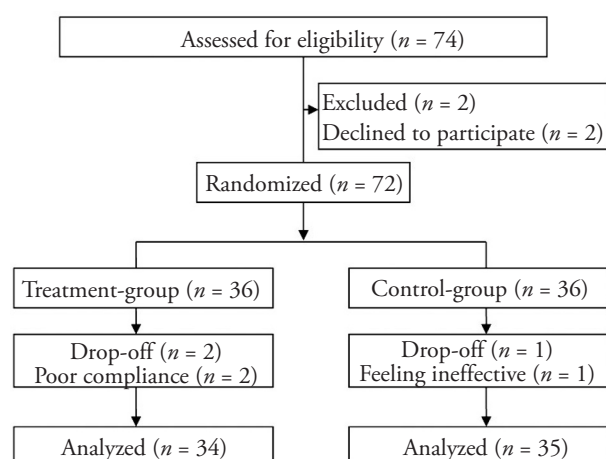 Assessed for eligibility (n = 74)
Excluded (n = 2)
Declined to participate (n = 2)
Randomized (n = 72)
Treatment-group (n = 36)
Control-group (n = 36)
Drop-off (n = 2)
Poor compliance (n = 2)
Drop-off (n = 1)
Feeling ineffective (n = 1)
Analyzed (n = 34)
Analyzed (n = 35)